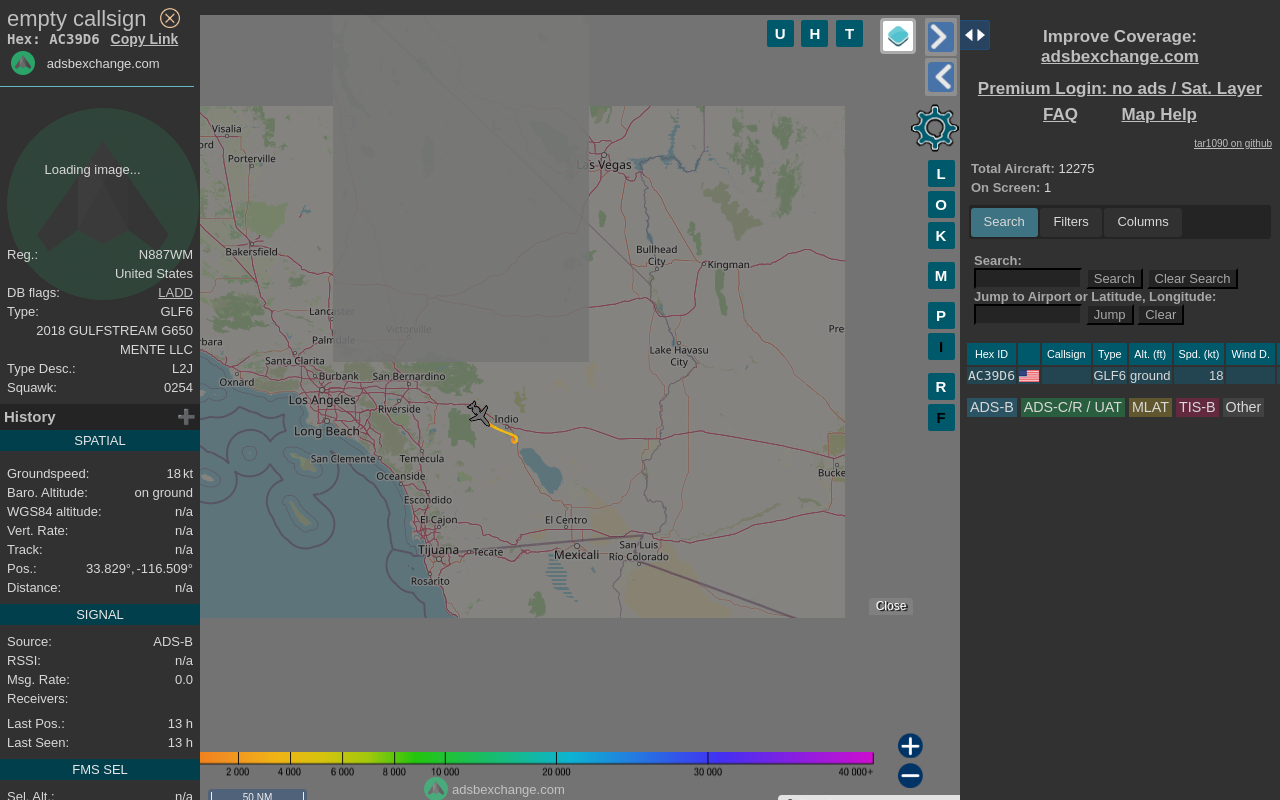 empty callsign
Hex: AC39D6 Copy Link
adsbexchange.com
Loading image...
Reg.: N887WM
United States
DB flags: LADD
Type: GLF6
2018 GULFSTREAM G650
MENTE LLC
Type Desc.: L2J
Squawk: 0254
History
SPATIAL
Groundspeed: 18 kt
Baro. Altitude: on ground
WGS84 altitude: n/a
Vert. Rate: n/a
Track: n/a
Pos.: 33.829°, -116.509°
Distance: n/a
SIGNAL
Source: ADS-B
RSSI: n/a
Msg. Rate: 0.0
Receivers:
Last Pos.: 13 h
Last Seen: 13 h
FMS SEL
Sel. Alt.: n/a
U H T
Visalia
ord
Porterville
Las Vegas
Bakersfield
Bullhead City
Kingman
Lancaster
Victorville
Palmdale
Pre
bara
Santa Clarita
Lake Havasu City
Oxnard
Burbank
San Bernardino
Los Angeles
Riverside
Indio
Long Beach
San Clemente
Temecula
Oceanside
Bucke
Escondido
El Cajon
El Centro
Tijuana
Tecate
Mexicali
San Luis Río Colorado
Rosarito
L
O
K
M
P
I
R
F
Close
2 000 4 000 6 000 8 000 10 000 20 000 30 000 40 000+
adsbexchange.com
50 NM
Improve Coverage:
adsbexchange.com
Premium Login: no ads / Sat. Layer
FAQ Map Help
tar1090 on github
Total Aircraft: 12275
On Screen: 1
Search Filters Columns
Search:
Search Clear Search
Jump to Airport or Latitude, Longitude:
Jump Clear
Hex ID Callsign Type Alt. (ft) Spd. (kt) Wind D.
AC39D6 GLF6 ground 18
ADS-B ADS-C/R / UAT MLAT TIS-B Other